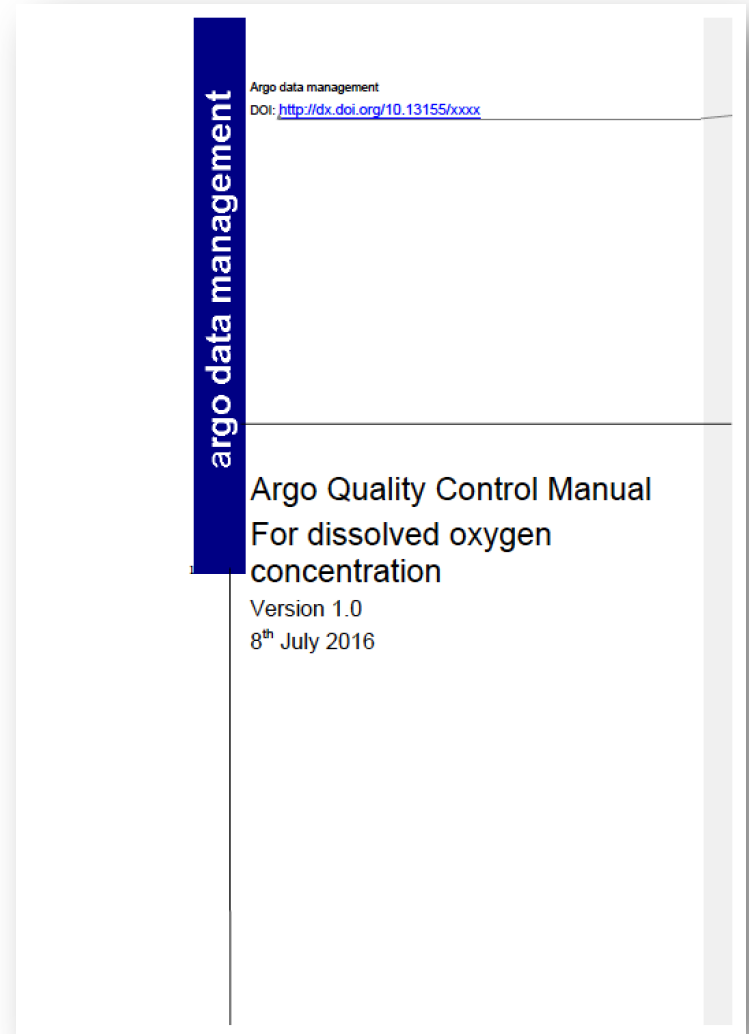 argo data management
Argo data management
DOI: http://dx.doi.org/10.13155/xxxx
Argo Quality Control Manual
For dissolved oxygen
concentration
1
Version 1.0
8th July 2016